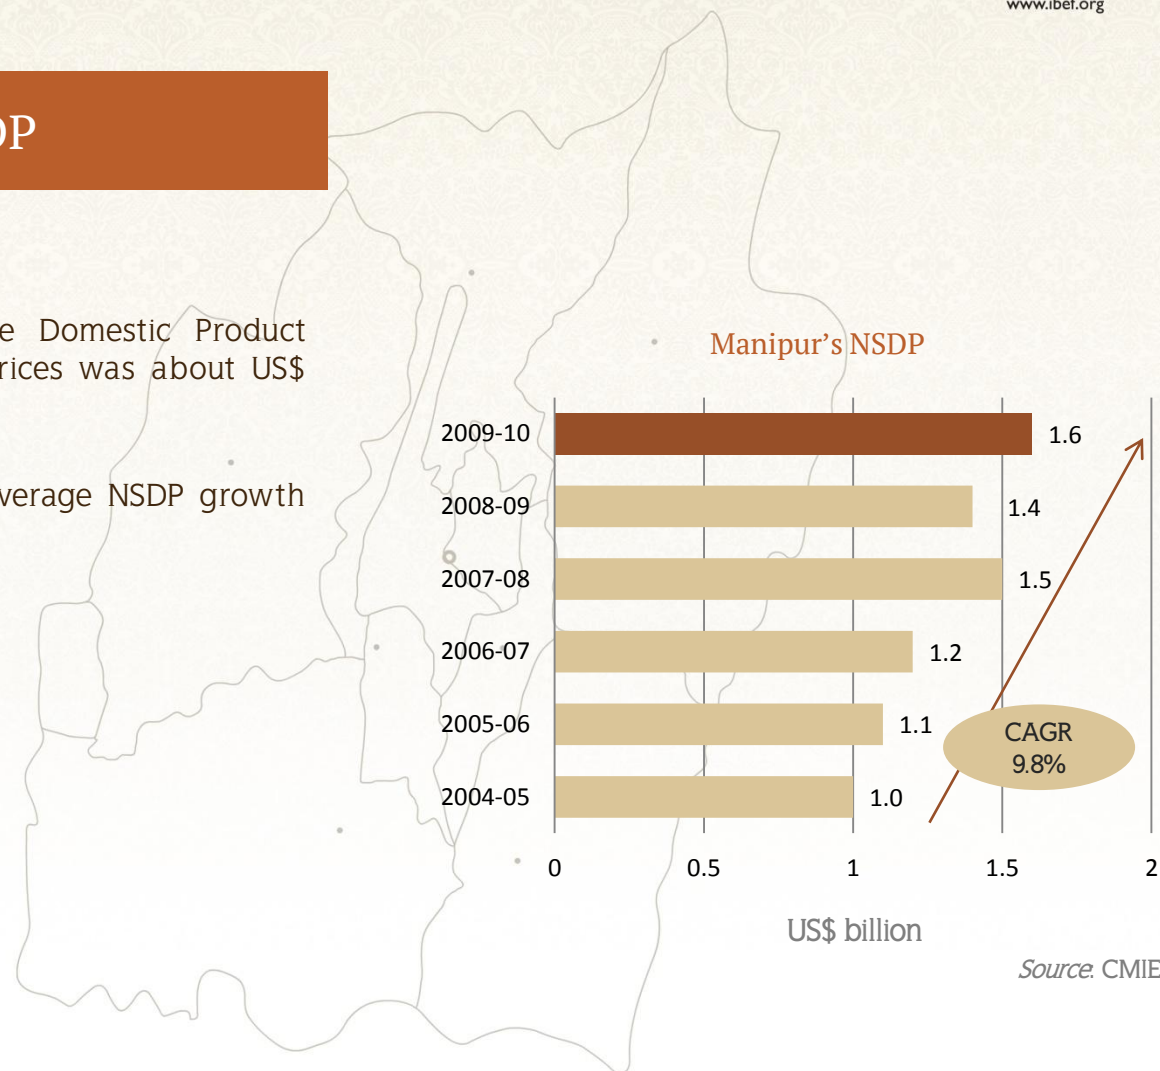 www.ibef.org
DP
e Domestic Product
rices was about US$
verage NSDP growth
Manipur's NSDP
2009-10 1.6
2008-09 1.4
2007-08 1.5
2006-07 1.2
2005-06 1.1
2004-05 1.0
CAGR
9.8%
0 0.5 1 1.5 2
US$ billion
Source: CMIE